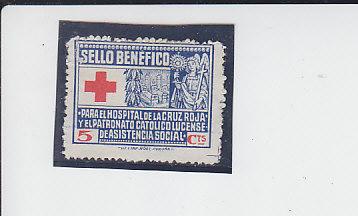 SELLO BENEFICO
·PARA EL HOSPITAL DE LA CRUZ ROJA·
Y EL PATRONATO CATOLICO LUCENSE
DE ASISTENCIA SOCIAL
5 CTS